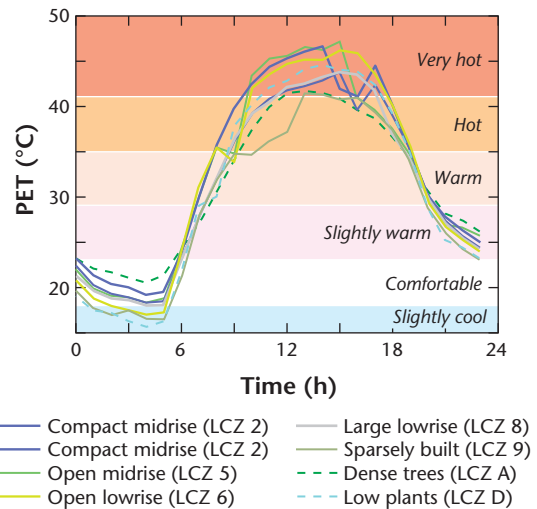 50
Very hot
40
Hot
PET (°C)
Warm
30
Slightly warm
Comfortable
20
Slightly cool
0 6 12 18 24
Time (h)
Compact midrise (LCZ 2) Large lowrise (LCZ 8)
Compact midrise (LCZ 2) Sparsely built (LCZ 9)
Open midrise (LCZ 5) Dense trees (LCZ A)
Open lowrise (LCZ 6) Low plants (LCZ D)